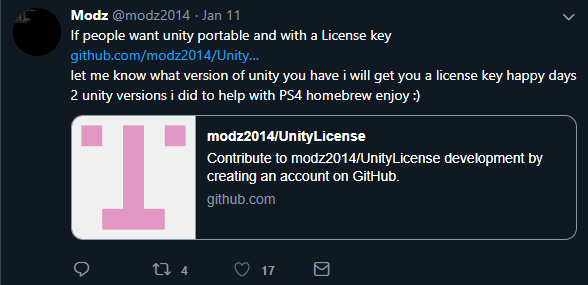 Modz @modz2014 · Jan 11
If people want unity portable and with a License key
github.com/modz2014/Unity...
let me know what version of unity you have i will get you a license key happy days
2 unity versions i did to help with PS4 homebrew enjoy :)
modz2014/UnityLicense
Contribute to modz2014/UnityLicense development by
creating an account on GitHub.
github.com
4 17